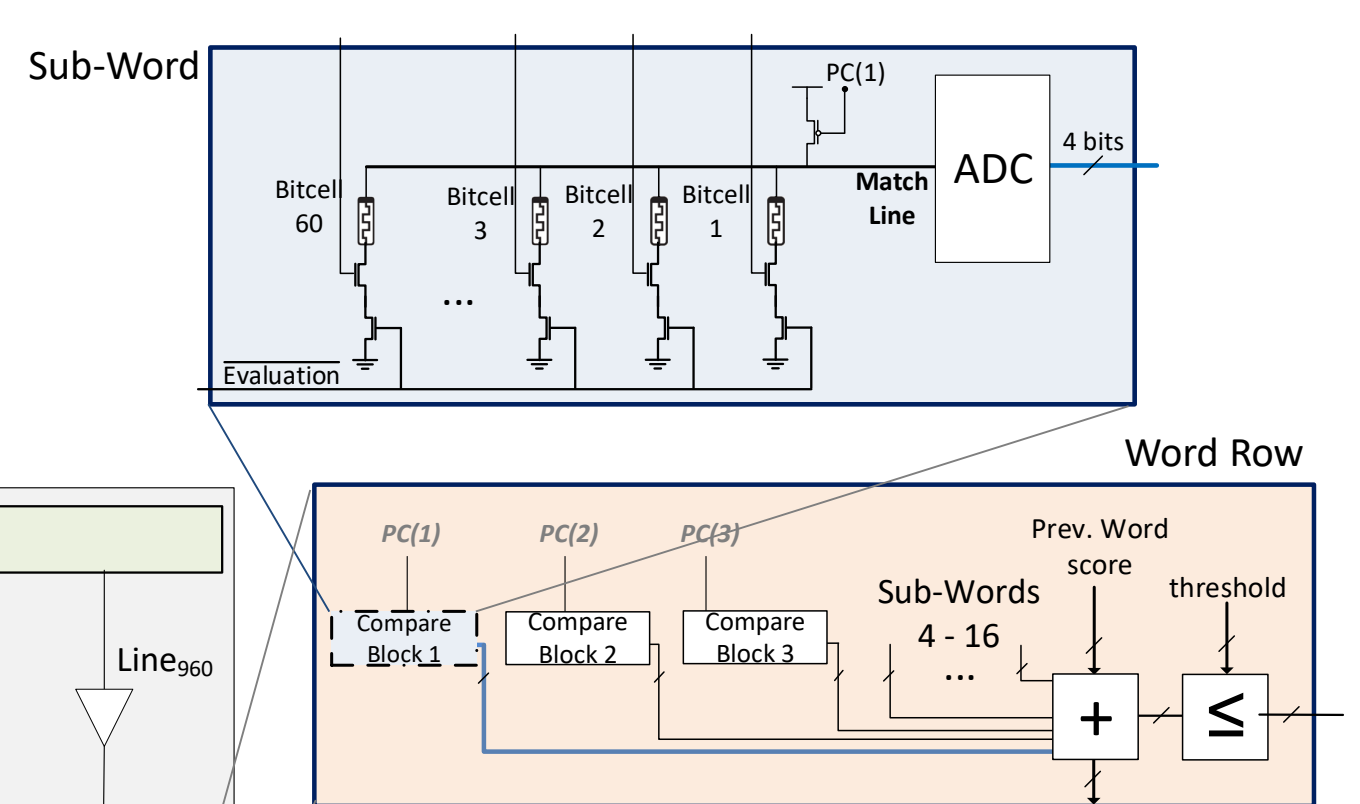 Sub-Word
PC(1)
4 bits
ADC
Match
Line
Bitcell
60
Bitcell
3
Bitcell
2
Bitcell
1
...
Evaluation
Word Row
PC(1)
PC(2)
PC(3)
Prev. Word
score
threshold
Sub-Words
4 - 16
...
Compare
Block 1
Compare
Block 2
Compare
Block 3
Line960
+
≤